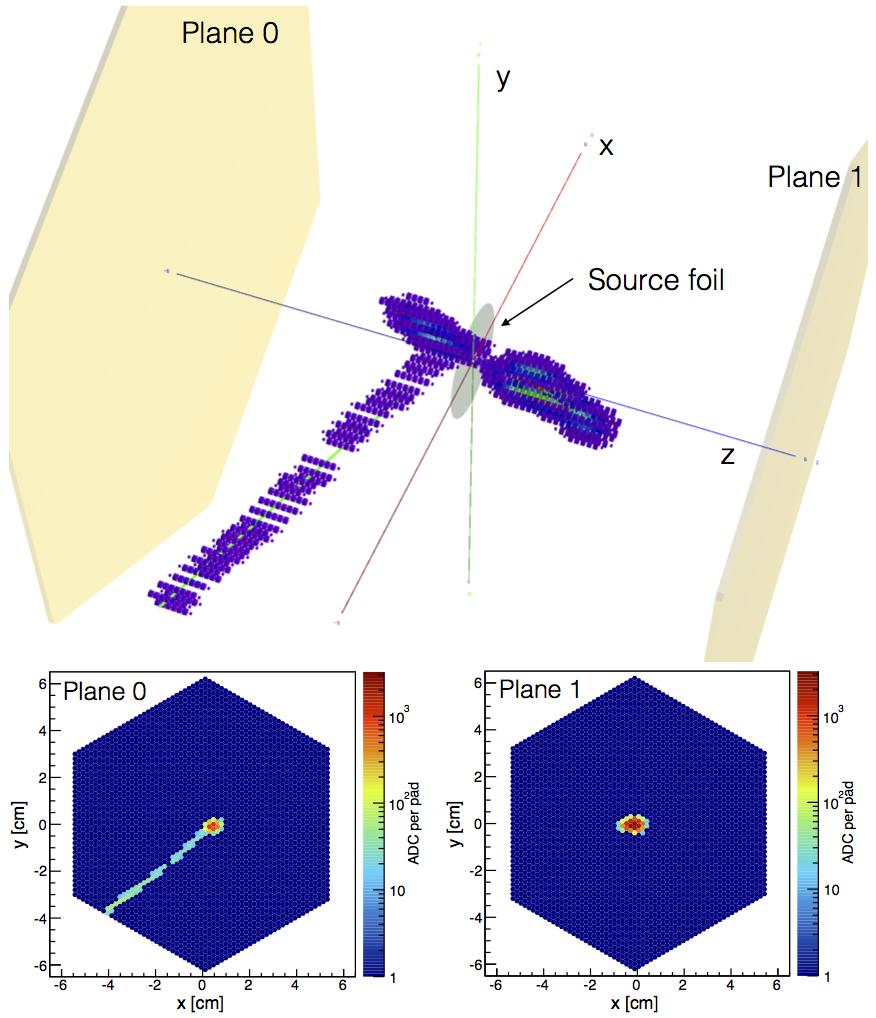 Plane 0
y
x
Plane 1
Source foil
z
Plane 0
y [cm]
6
4
2
0
-2
-4
-6
-6 -4 -2 0 2 4 6
x [cm]
10³
10²
10
1
ADC per pad
Plane 1
y [cm]
6
4
2
0
-2
-4
-6
-6 -4 -2 0 2 4 6
x [cm]
10³
10²
10
1
ADC per pad